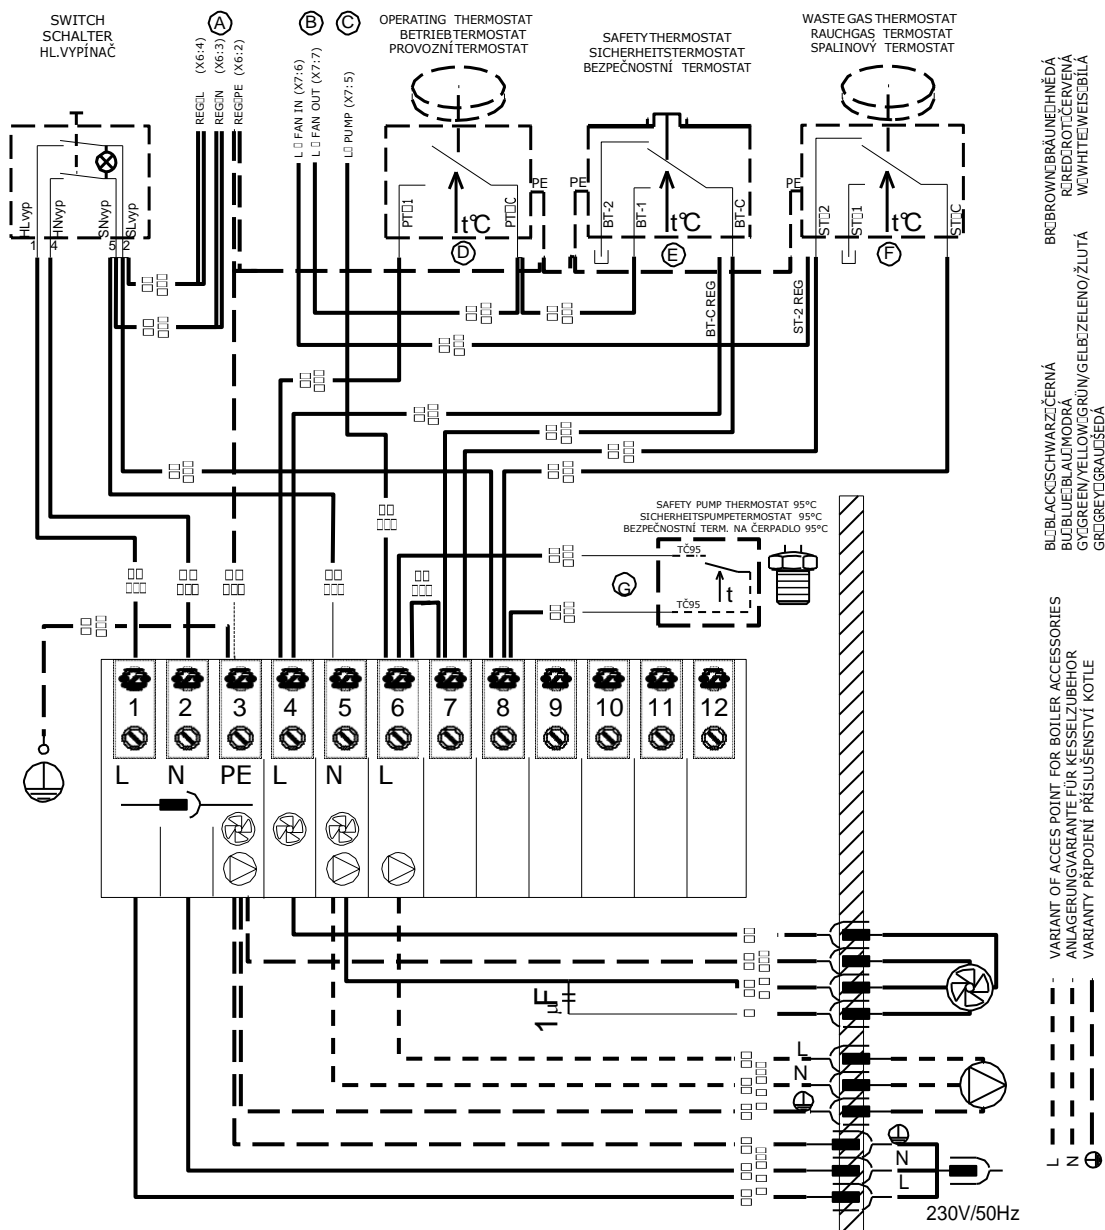 SWITCH
SCHALTER
HL.VYPÍNAČ
A
B
C
OPERATING THERMOSTAT
BETRIEBTERMOSTAT
PROVOZNÍTERMOSTAT
SAFETYTHERMOSTAT
SICHERHEITSTERMOSTAT
BEZPEČNOSTNÍ TERMOSTAT
WASTE GAS THERMOSTAT
RAUCHGAS TERMOSTAT
SPALINOVÝ TERMOSTAT
REG□L (X6:4)
REG□N (X6:3)
REG□PE (X6:2)
L □ FAN IN (X7:6)
L □ FAN OUT (X7:7)
L□ PUMP (X7:5)
HLvyp
HNvyp
SNvyp
SLvyp
1 4 5 2
PT□1
t°C
PT□C
D
PE
PE
BT-2
BT-1
t°C
BT-C
E
PE
ST□2
ST□1
t°C
ST□C
F
BT-C REG
ST-2 REG
SAFETY PUMP THERMOSTAT 95°C
SICHERHEITSPUMPETERMOSTAT 95°C
BEZPEČNOSTNÍ TERM. NA ČERPADLO 95°C
TČ95
t
TČ95
G
1 2 3 4 5 6 7 8 9 10 11 12
L N PE L N L
1 µF
L
N
N
L
230V/50Hz
BR□BROWN□BRÄUNE□HNĚDÁ
R□RED□ROT□ČERVENÁ
W□WHITE□WEIS□BÍLÁ
BL□BLACK□SCHWARZ□ČERNÁ
BU□BLUE□BLAU□MODRÁ
GY□GREEN/YELLOW□GRÜN/GELB□ZELENO/ŽLUTÁ
GR□GREY□GRAU□ŠEDÁ
VARIANT OF ACCES POINT FOR BOILER ACCESSORIES
ANLAGERUNGVARIANTE FÜR KESSELZUBEHOR
VARIANTY PŘIPOJENÍ PŘÍSLUŠENSTVÍ KOTLE
L
N